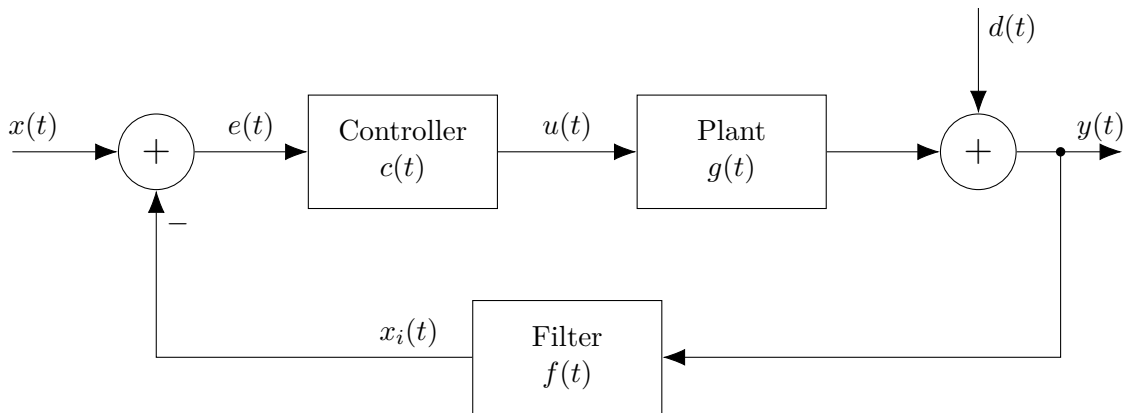 d(t)
x(t)
+
e(t)
Controller
c(t)
u(t)
Plant
g(t)
+
y(t)
−
x_i(t)
Filter
f(t)